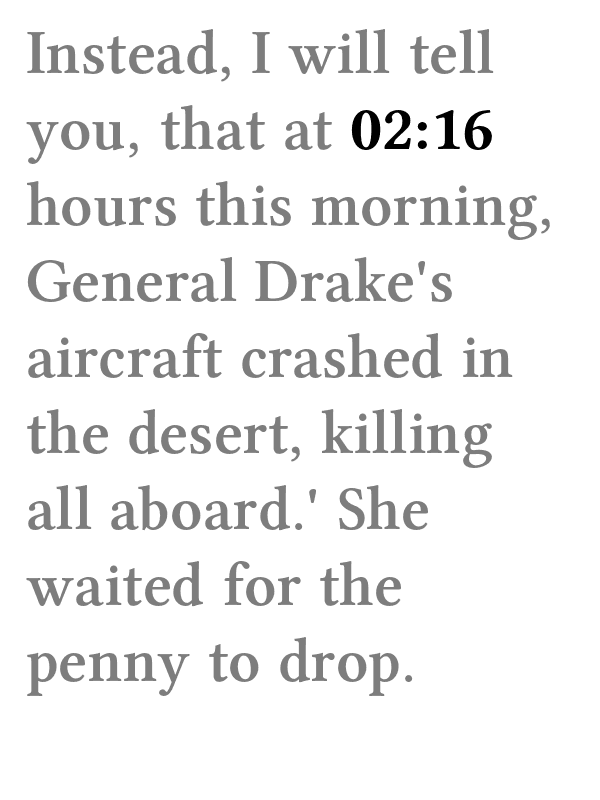 Instead, I will tell
you, that at 02:16
hours this morning,
General Drake's
aircraft crashed in
the desert, killing
all aboard.' She
waited for the
penny to drop.